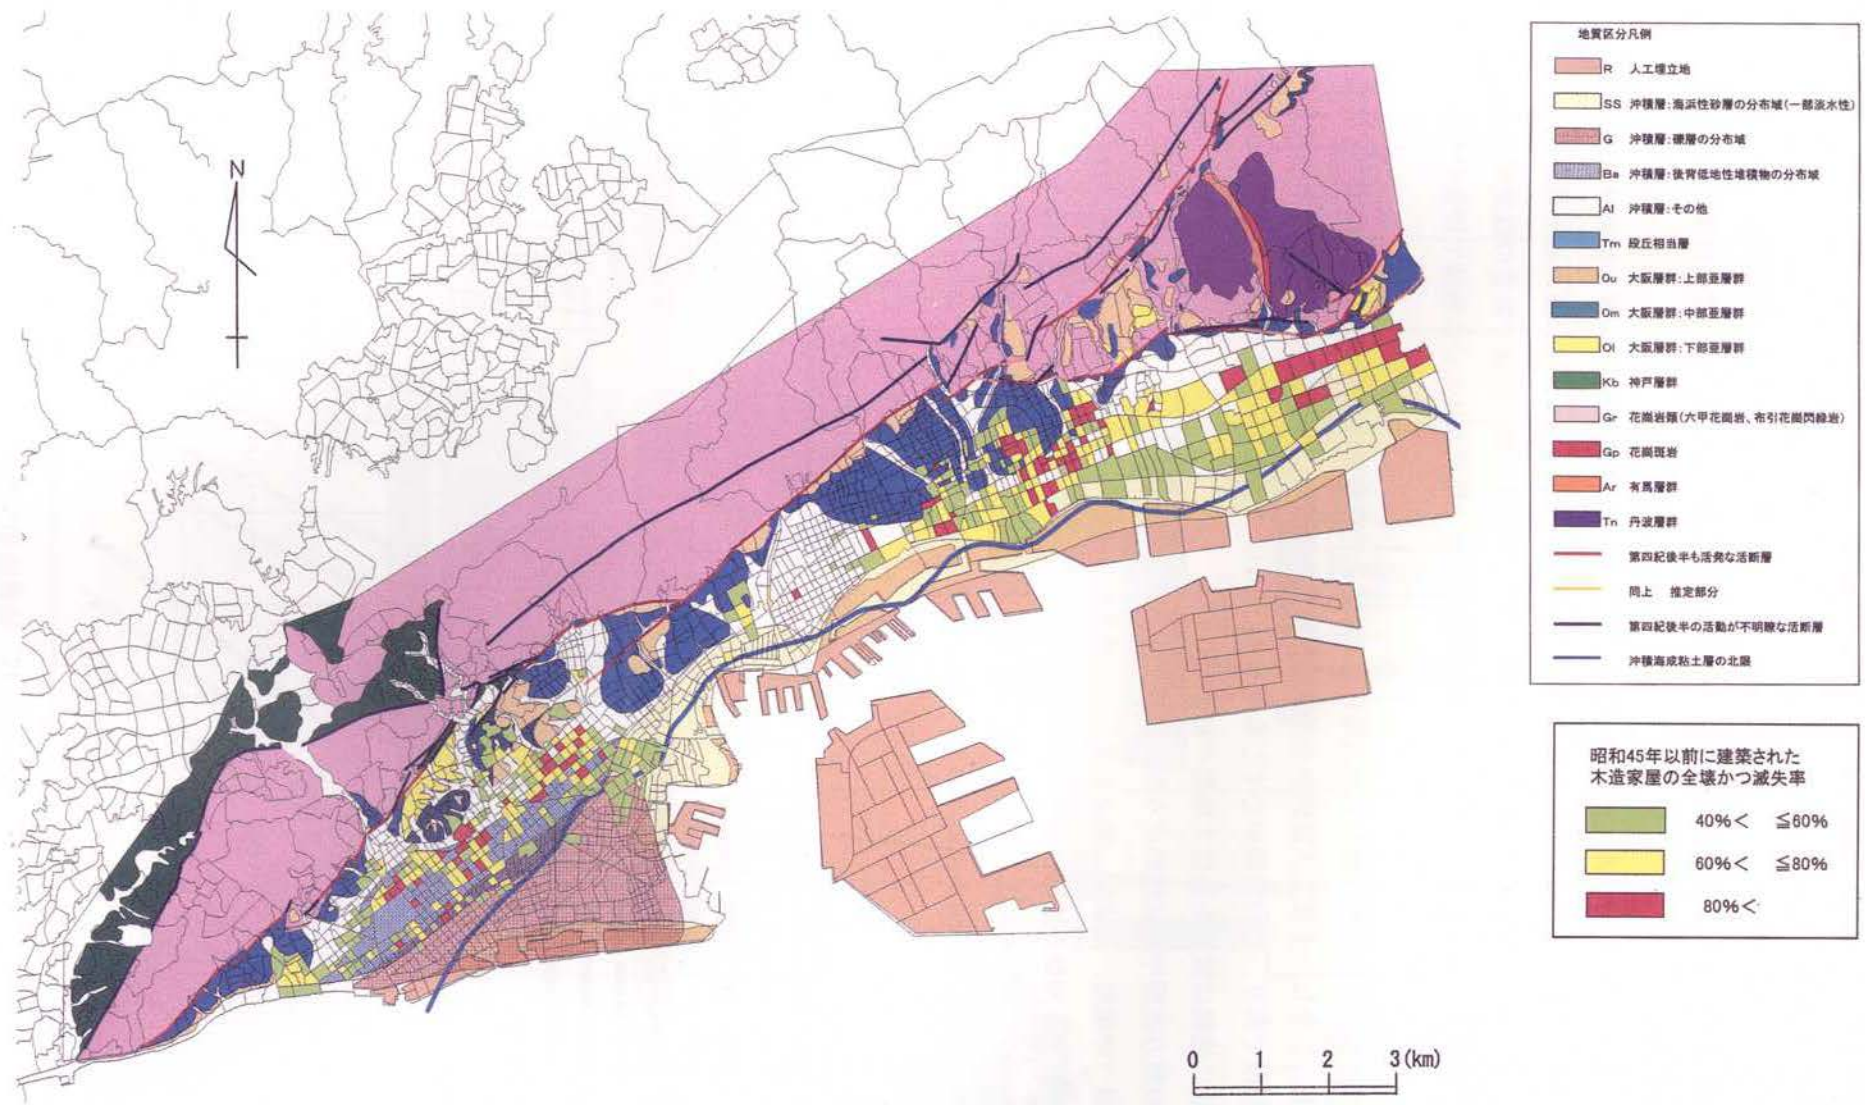 N
地質区分凡例
R 人工埋立地
SS 沖積層:海浜性砂層の分布域(一部淡水性)
G 沖積層:礫層の分布域
Ba 沖積層:後背低地性堆積物の分布域
Al 沖積層:その他
Tm 段丘相当層
Ou 大阪層群:上部亜層群
Om 大阪層群:中部亜層群
Ol 大阪層群:下部亜層群
Kb 神戸層群
Gr 花崗岩類(六甲花崗岩、布引花崗閃緑岩)
Gp 花崗斑岩
Ar 有馬層群
Tn 丹波層群
第四紀後半も活発な活断層
同上 推定部分
第四紀後半の活動が不明瞭な活断層
沖積海成粘土層の北限
昭和45年以前に建築された
木造家屋の全壊かつ滅失率
40%< ≦60%
60%< ≦80%
80%<
0 1 2 3(km)